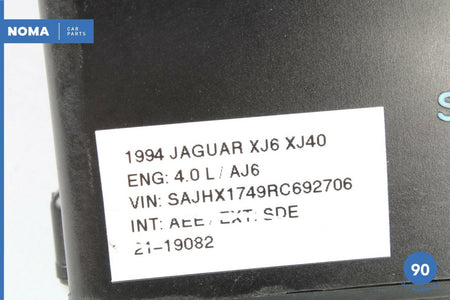 NOMA CAR
PARTS
S
1994 JAGUAR XJ6 XJ40
ENG: 4.0 L / AJ6
VIN: SAJHX1749RC692706
INT: AEE / EXT: SDE
21-19082
90